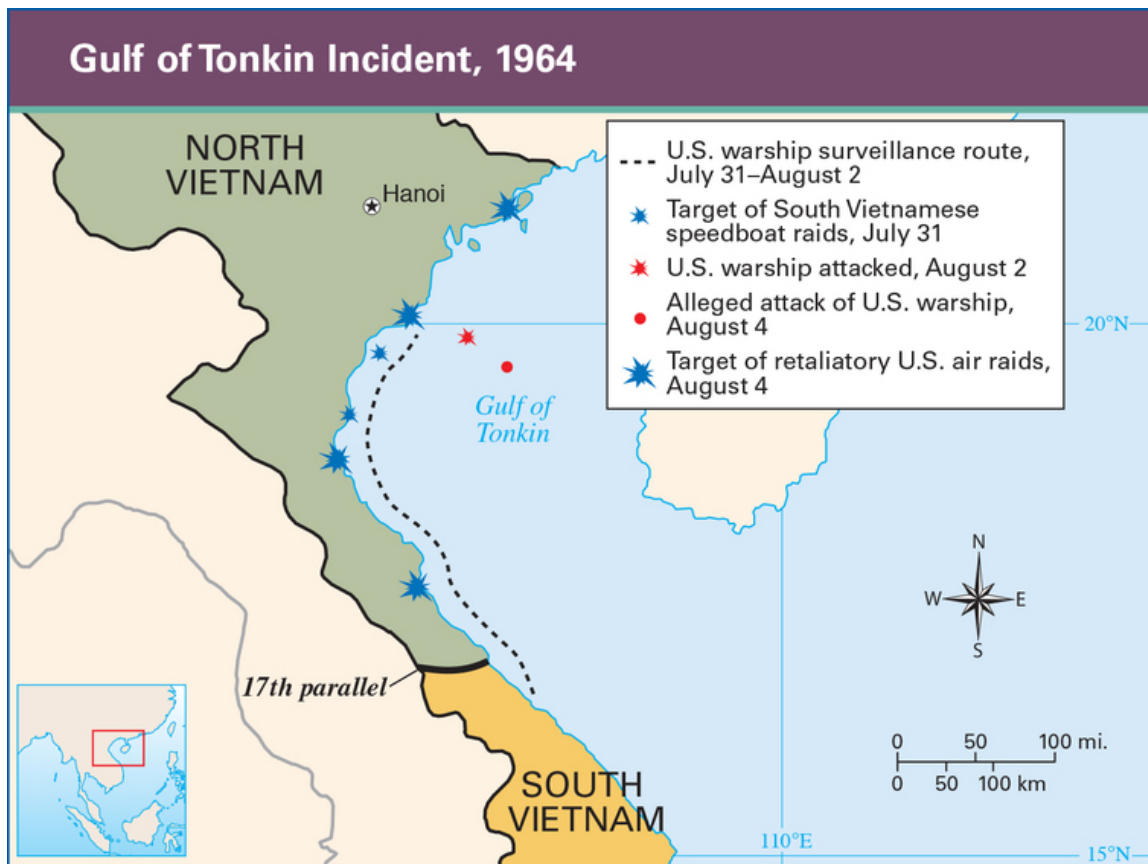 Gulf of Tonkin Incident, 1964
NORTH
VIETNAM
Hanoi
U.S. warship surveillance route,
July 31–August 2
Target of South Vietnamese
speedboat raids, July 31
U.S. warship attacked, August 2
Alleged attack of U.S. warship,
August 4
Target of retaliatory U.S. air raids,
August 4
20°N
Gulf of
Tonkin
N
W
E
S
17th parallel
0 50 100 mi.
0 50 100 km
SOUTH
VIETNAM
110°E
15°N